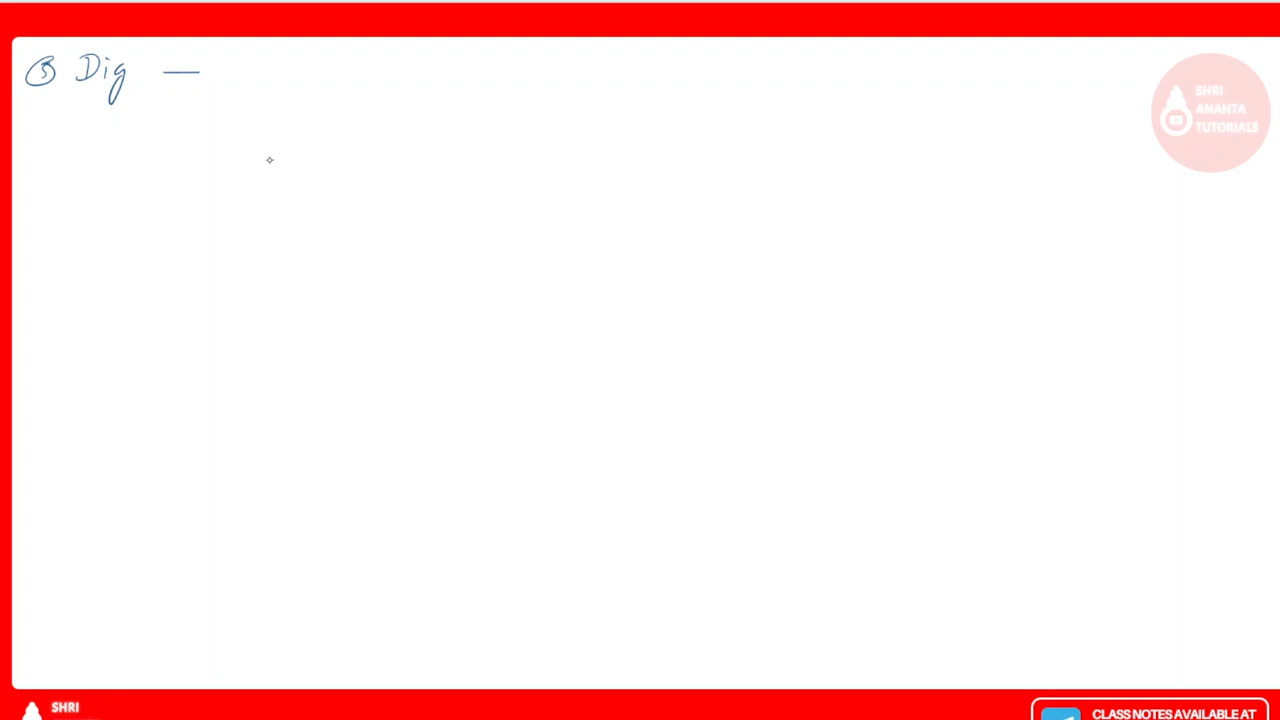 ③ Dig —
SHRI
ANANTA
TUTORIALS
SHRI
CLASS NOTES AVAILABLE AT